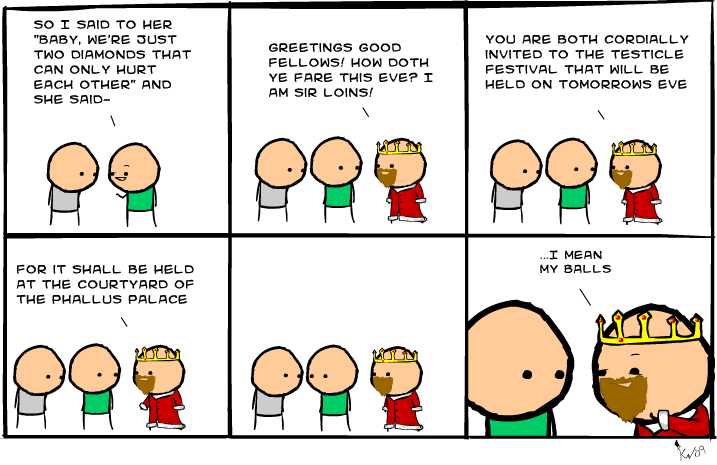 SO I SAID TO HER
"BABY, WE'RE JUST
TWO DIAMONDS THAT
CAN ONLY HURT
EACH OTHER" AND
SHE SAID-
GREETINGS GOOD
FELLOWS! HOW DOTH
YE FARE THIS EVE? I
AM SIR LOINS!
YOU ARE BOTH CORDIALLY
INVITED TO THE TESTICLE
FESTIVAL THAT WILL BE
HELD ON TOMORROWS EVE
FOR IT SHALL BE HELD
AT THE COURTYARD OF
THE PHALLUS PALACE
...I MEAN
MY BALLS